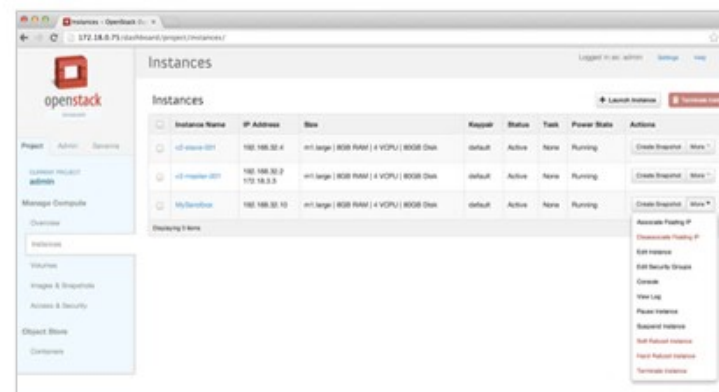 Instances - OpenStack Da
172.18.0.75/dashboard/project/instances/
openstack
Instances
Logged in as: admin
Settings
Help
Project
Admin
CURRENT PROJECT
admin
Manage Compute
Overview
Instances
Volumes
Images & Snapshots
Access & Security
Object Store
Containers
Instances
+ Launch Instance
Terminate Inst
Instance Name IP Address Size Keypair Status Task Power State Actions
192.168.32.4 m1.large | 8GB RAM | 4 VCPU | 80GB Disk default Active None Running Create Snapshot More
192.168.32.2
172.18.3.3
m1.large | 8GB RAM | 4 VCPU | 80GB Disk default Active None Running Create Snapshot More
MySandbox 192.168.32.10 m1.large | 8GB RAM | 4 VCPU | 80GB Disk default Active None Running Create Snapshot More
Displaying 3 items
Associate Floating IP
Disassociate Floating IP
Edit Instance
Edit Security Groups
Console
View Log
Pause Instance
Suspend Instance
Soft Reboot Instance
Hard Reboot Instance
Terminate Instance